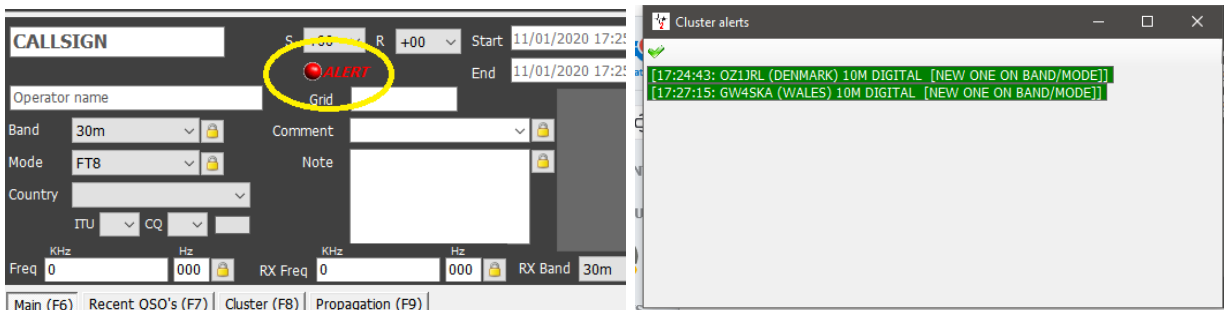 CALLSIGN
S +00 R +00 Start 11/01/2020 17:25
ALERT End 11/01/2020 17:25
Operator name
Grid
Band 30m Comment
Mode FT8 Note
Country
ITU CQ
KHz Hz KHz Hz
Freq 0 000 RX Freq 0 000 RX Band 30m
Main (F6) Recent QSO's (F7) Cluster (F8) Propagation (F9)
Cluster alerts
[17:24:43: OZ1JRL (DENMARK) 10M DIGITAL [NEW ONE ON BAND/MODE]]
[17:27:15: GW4SKA (WALES) 10M DIGITAL [NEW ONE ON BAND/MODE]]